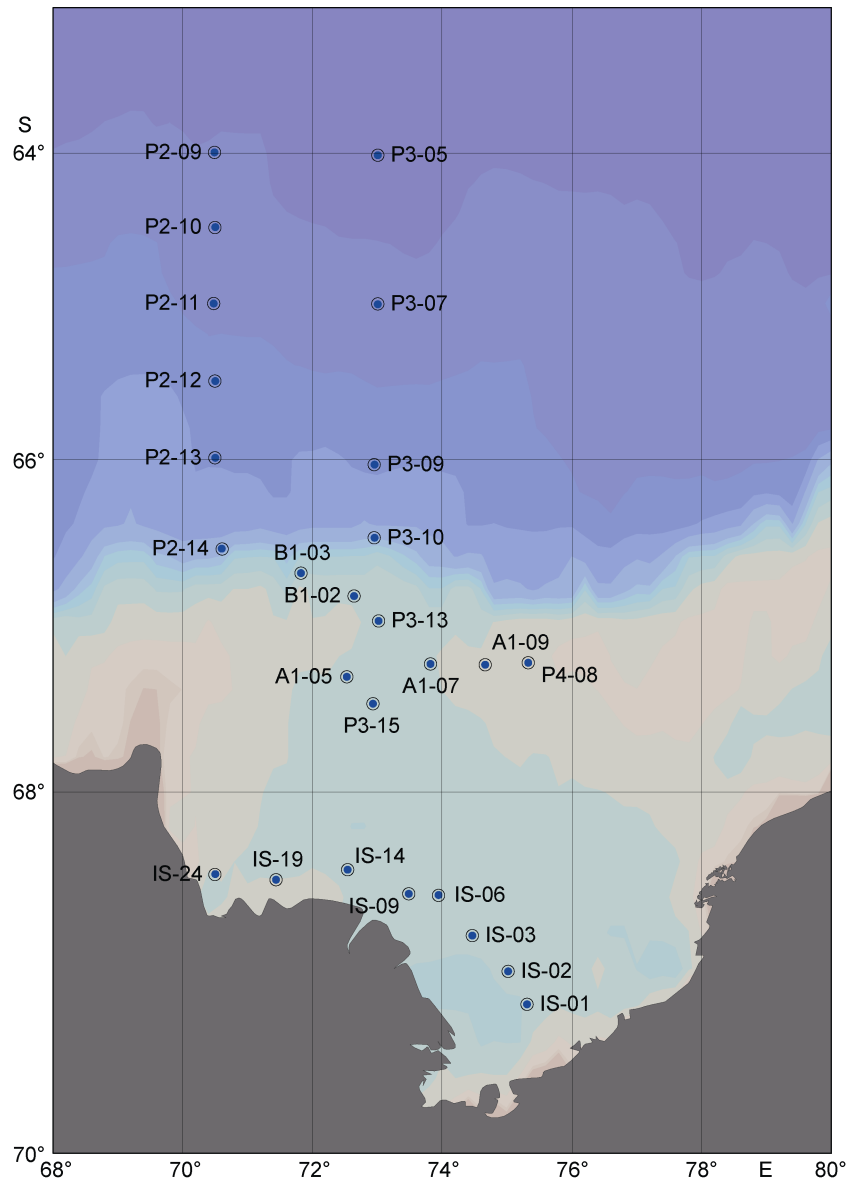 S
64°
P2-09
P3-05
P2-10
P2-11
P3-07
P2-12
66°
P2-13
P3-09
P3-10
P2-14
B1-03
B1-02
P3-13
A1-09
A1-05
A1-07
P4-08
P3-15
68°
IS-14
IS-19
IS-24
IS-09
IS-06
IS-03
IS-02
IS-01
70°
68° 70° 72° 74° 76° 78° E 80°